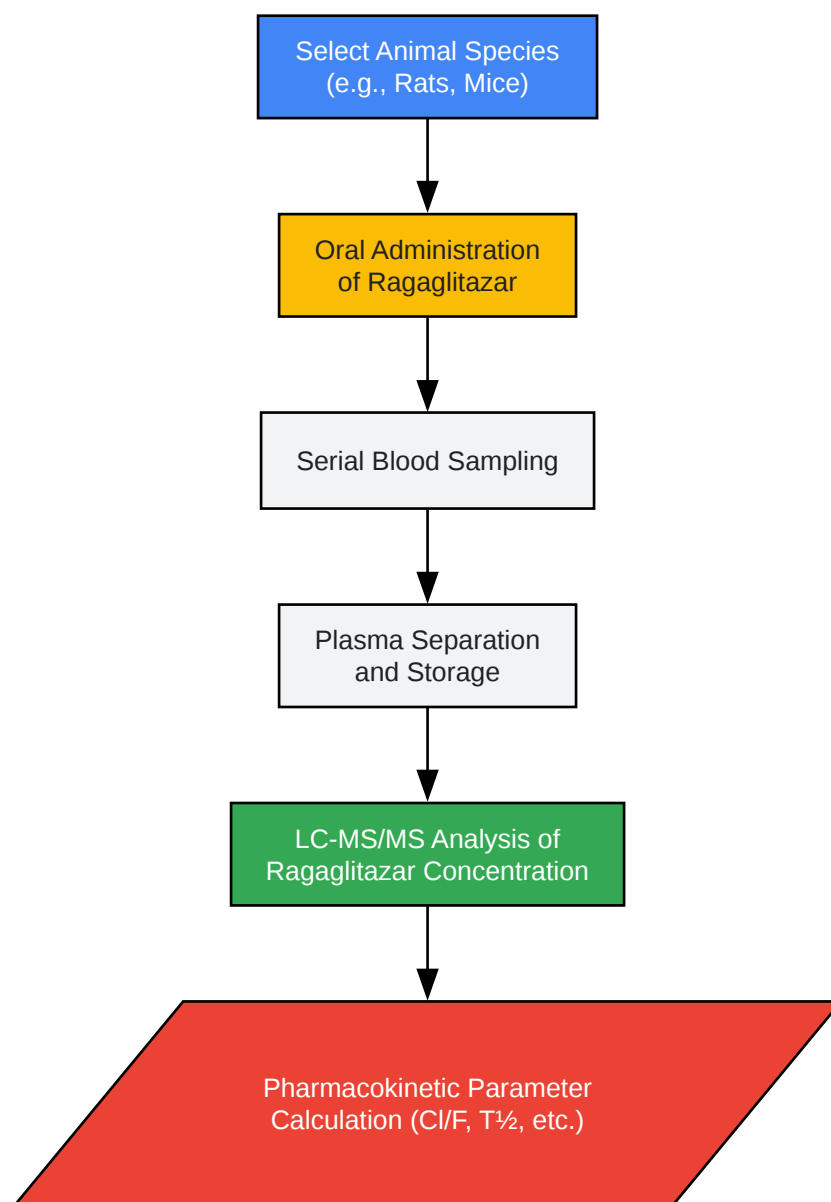 Select Animal Species
(e.g., Rats, Mice)
Oral Administration
of Ragaglitazar
Serial Blood Sampling
Plasma Separation
and Storage
LC-MS/MS Analysis of
Ragaglitazar Concentration
Pharmacokinetic Parameter
Calculation (Cl/F, T½, etc.)